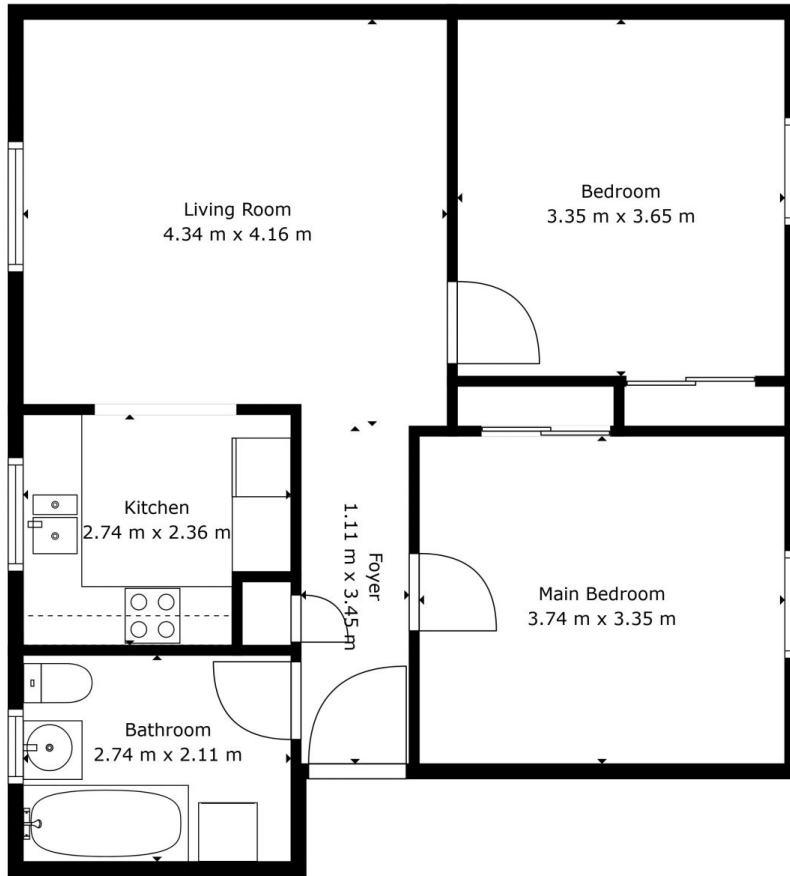 Living Room
4.34 m x 4.16 m
Bedroom
3.35 m x 3.65 m
Kitchen
2.74 m x 2.36 m
Foyer
1.11 m x 3.45 m
Main Bedroom
3.74 m x 3.35 m
Bathroom
2.74 m x 2.11 m